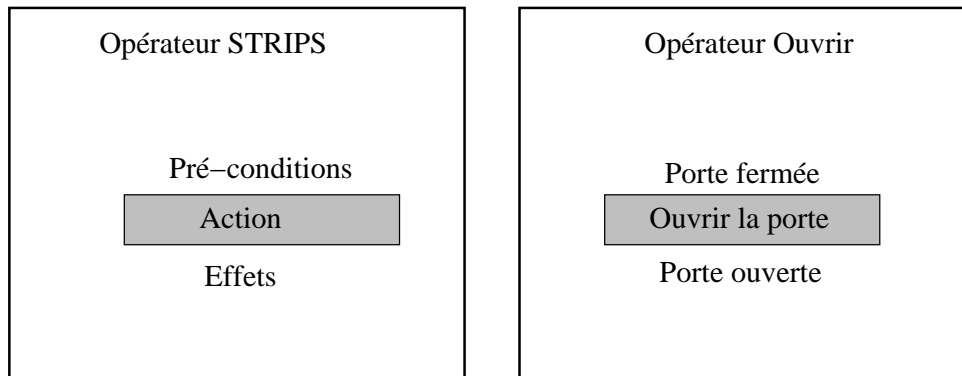 Opérateur STRIPS
Pré−conditions
Action
Effets
Opérateur Ouvrir
Porte fermée
Ouvrir la porte
Porte ouverte